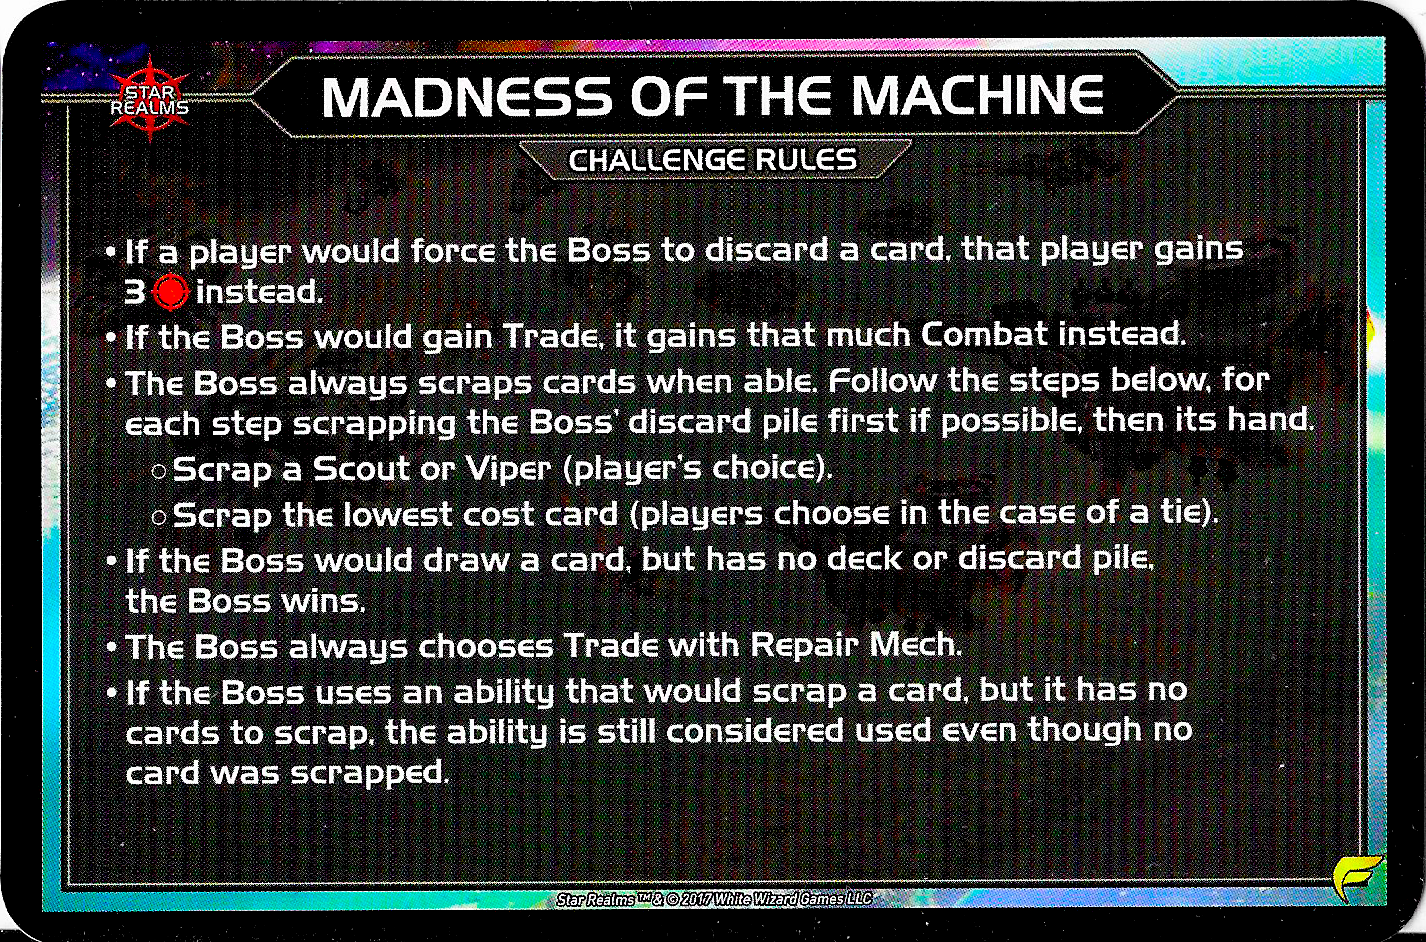 STAR
REALMS
MADNESS OF THE MACHINE
CHALLENGE RULES
• If a player would force the Boss to discard a card, that player gains
3 instead.
• If the Boss would gain Trade, it gains that much Combat instead.
• The Boss always scraps cards when able. Follow the steps below, for
each step scrapping the Boss' discard pile first if possible, then its hand.
○ Scrap a Scout or Viper (player's choice).
○ Scrap the lowest cost card (players choose in the case of a tie).
• If the Boss would draw a card, but has no deck or discard pile,
the Boss wins.
• The Boss always chooses Trade with Repair Mech.
• If the Boss uses an ability that would scrap a card, but it has no
cards to scrap, the ability is still considered used even though no
card was scrapped.
Star Realms ™ & © 2017 White Wizard Games LLC